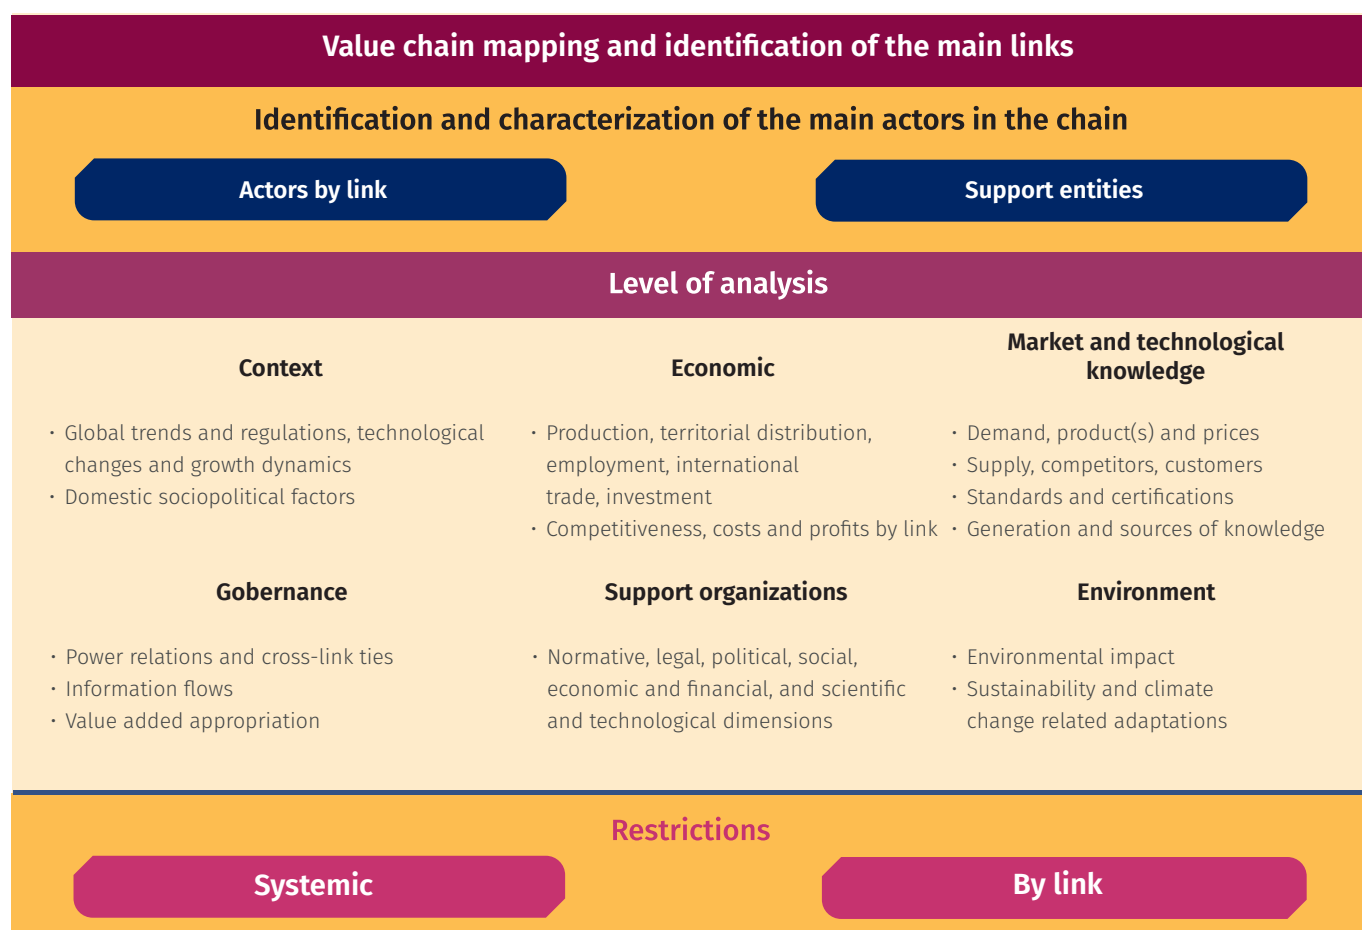 Value chain mapping and identification of the main links
Identification and characterization of the main actors in the chain
Actors by link
Support entities
Level of analysis
Context
· Global trends and regulations, technological
changes and growth dynamics
· Domestic sociopolitical factors
Economic
· Production, territorial distribution,
employment, international
trade, investment
· Competitiveness, costs and profits by link
Market and technological
knowledge
· Demand, product(s) and prices
· Supply, competitors, customers
· Standards and certifications
· Generation and sources of knowledge
Gobernance
· Power relations and cross-link ties
· Information flows
· Value added appropriation
Support organizations
· Normative, legal, political, social,
economic and financial, and scientific
and technological dimensions
Environment
· Environmental impact
· Sustainability and climate
change related adaptations
Restrictions
Systemic
By link